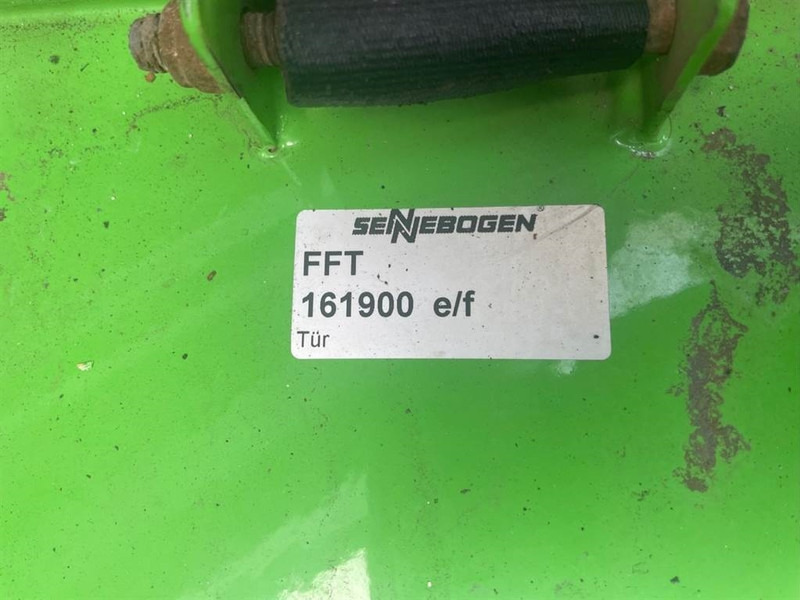 SENNEBOGEN®
FFT
161900 e/f
Tür